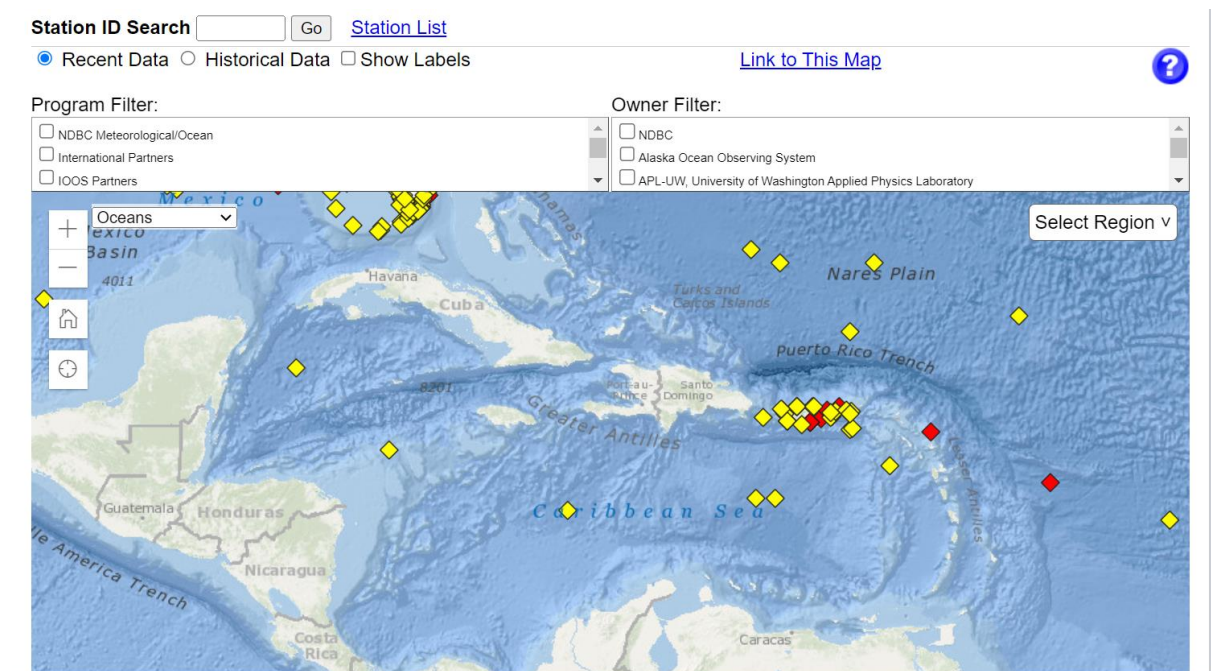 Station ID Search Go Station List
Recent Data Historical Data Show Labels Link to This Map ?
Program Filter: Owner Filter:
NDBC Meteorological/Ocean NDBC
International Partners Alaska Ocean Observing System
IOOS Partners APL-UW, University of Washington Applied Physics Laboratory
Mexico
Oceans
Select Region v
Basin
4011
Bahamas
Havana
Nares Plain
Cuba
Turks and
Caicos Islands
Puerto Rico Trench
8201
Port-au-
Prince
Santo
Domingo
Greater Antilles
Lesser Antilles
Guatemala
Honduras
Caribbean Sea
le America Trench
Nicaragua
Costa
Rica
Caracas